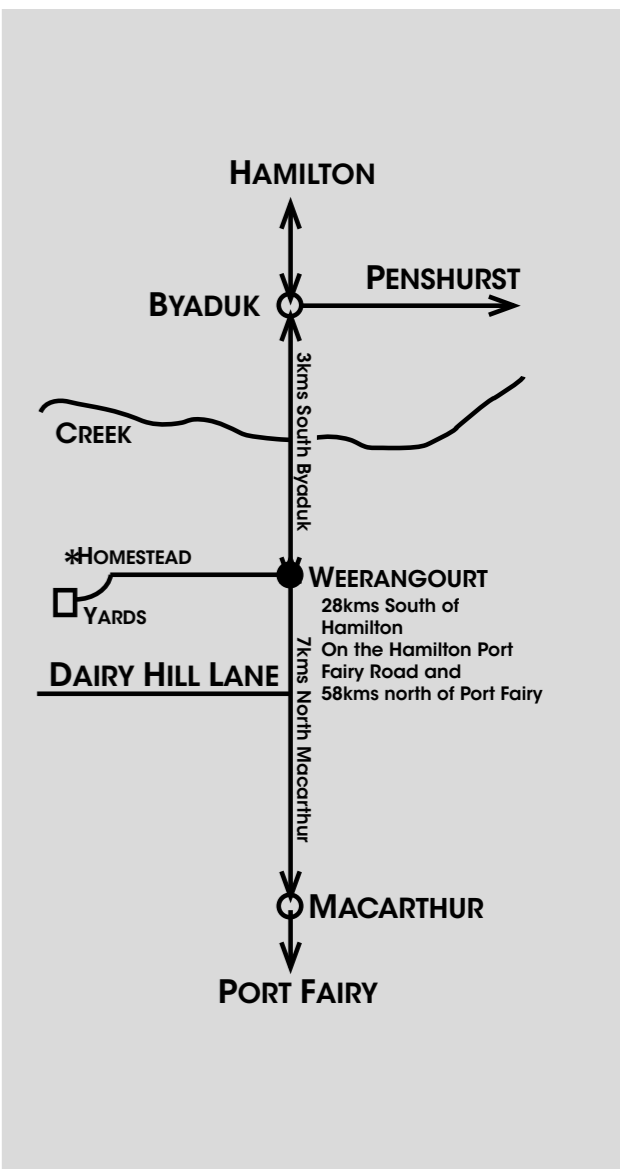 HAMILTON
PENSHURST
BYADUK
3kms South Byaduk
CREEK
*HOMESTEAD
WEERANGOURT
YARDS
28kms South of
Hamilton
On the Hamilton Port
Fairy Road and
58kms north of Port Fairy
7kms North Macarthur
DAIRY HILL LANE
MACARTHUR
PORT FAIRY